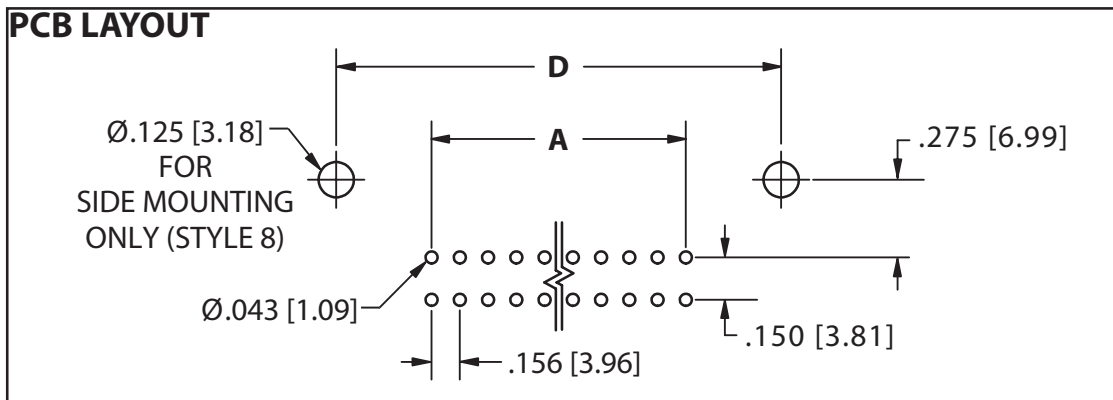 PCB LAYOUT
D
Ø.125 [3.18]
FOR
SIDE MOUNTING
ONLY (STYLE 8)
A
.275 [6.99]
Ø.043 [1.09]
.150 [3.81]
.156 [3.96]